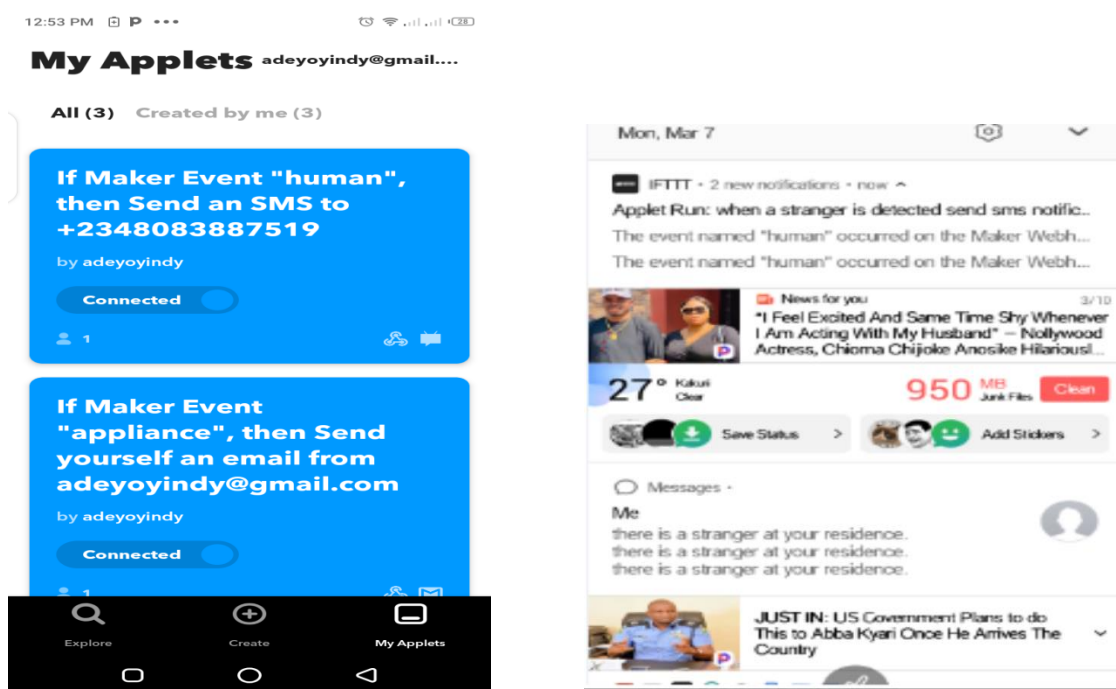 12:53 PM
28
My Applets adeyoyindy@gmail....
All (3) Created by me (3)
If Maker Event "human",
then Send an SMS to
+2348083887519
by adeyoyindy
Connected
1
If Maker Event
"appliance", then Send
yourself an email from
adeyoyindy@gmail.com
by adeyoyindy
Connected
1
Explore Create My Applets
Mon, Mar 7
IFTTT • 2 new notifications • now
Applet Run: when a stranger is detected send sms notific..
The event named "human" occurred on the Maker Webh...
The event named "human" occurred on the Maker Webh...
News for you 3/10
"I Feel Excited And Same Time Shy Whenever
I Am Acting With My Husband" – Nollywood
Actress, Chioma Chijioke Anosike Hilariousl...
27° Kakuri
Clear
950 MB
Junk Files
Clean
Save Status > Add Stickers >
Messages •
Me
there is a stranger at your residence.
there is a stranger at your residence.
there is a stranger at your residence.
JUST IN: US Government Plans to do
This to Abba Kyari Once He Arrives The
Country